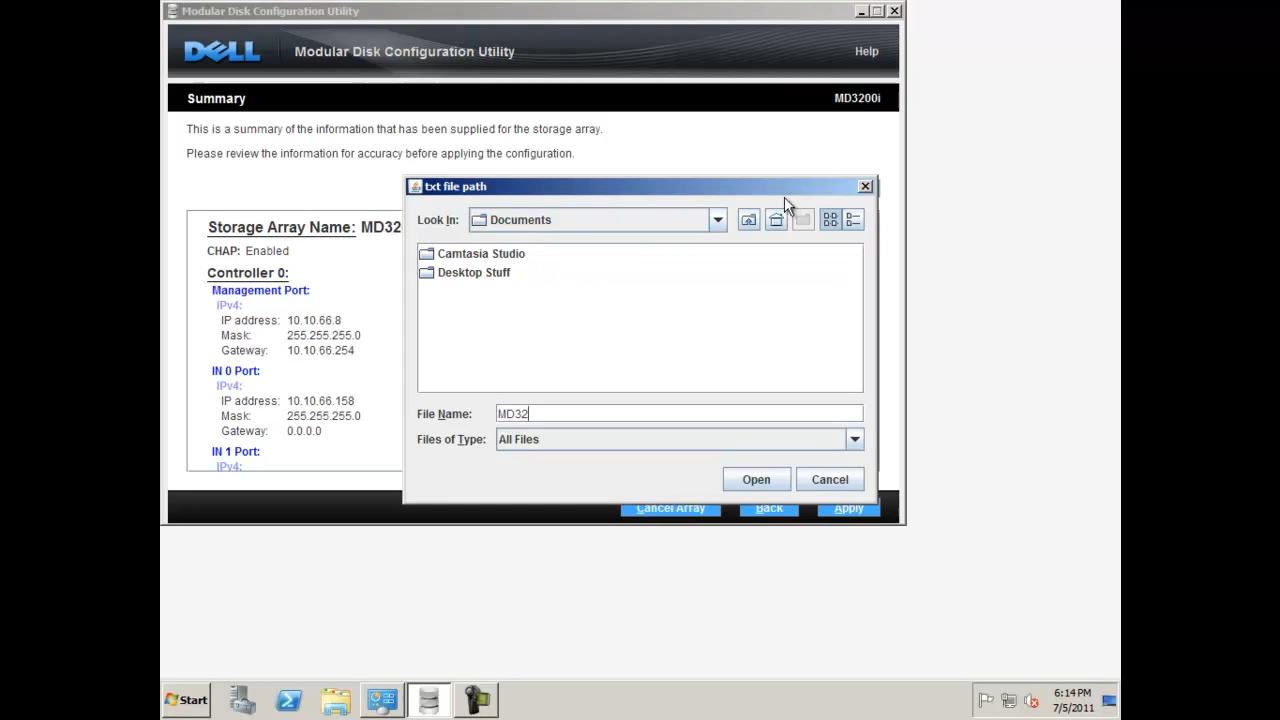 Modular Disk Configuration Utility
DELL
Modular Disk Configuration Utility
Help
Summary
MD3200i
This is a summary of the information that has been supplied for the storage array.
Please review the information for accuracy before applying the configuration.
Storage Array Name: MD32
CHAP: Enabled
Controller 0:
Management Port:
IPv4:
IP address: 10.10.66.8
Mask: 255.255.255.0
Gateway: 10.10.66.254
IN 0 Port:
IPv4:
IP address: 10.10.66.158
Mask: 255.255.255.0
Gateway: 0.0.0.0
IN 1 Port:
IPv4:
txt file path
Look In: Documents
Camtasia Studio
Desktop Stuff
File Name: MD32
Files of Type: All Files
Open Cancel
Cancel Array Back Apply
Start
6:14 PM
7/5/2011